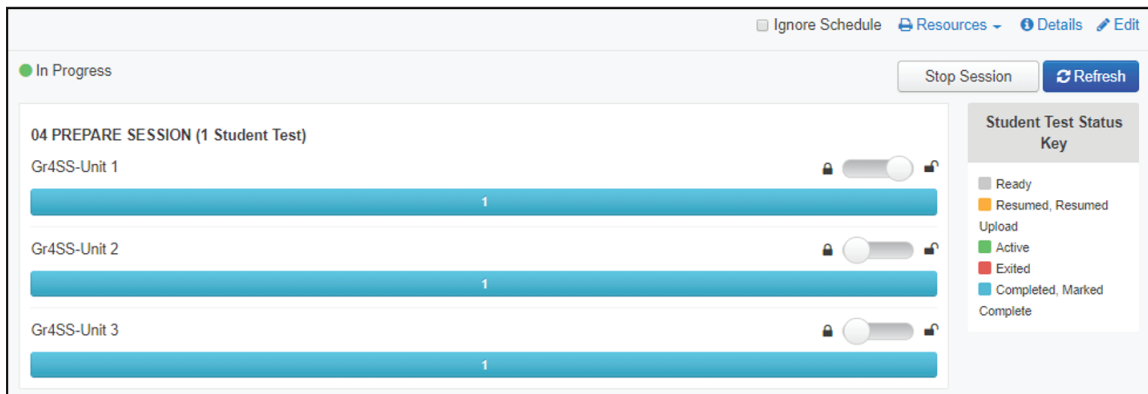 Ignore Schedule Resources Details Edit
In Progress
Stop Session Refresh
04 PREPARE SESSION (1 Student Test)
Gr4SS-Unit 1
1
Gr4SS-Unit 2
1
Gr4SS-Unit 3
1
Student Test Status
Key
Ready
Resumed, Resumed
Upload
Active
Exited
Completed, Marked
Complete